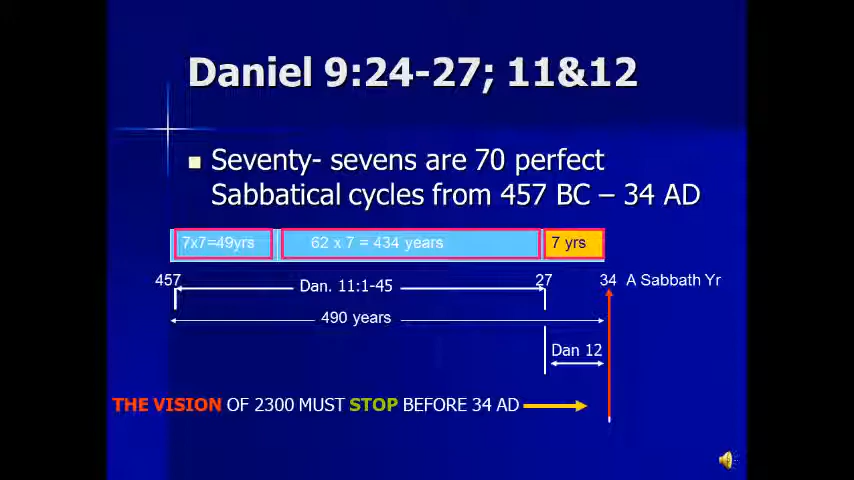 Daniel 9:24-27; 11&12
Seventy- sevens are 70 perfect
Sabbatical cycles from 457 BC – 34 AD
7x7=49yrs 62 x 7 = 434 years 7 yrs
457 Dan. 11:1-45 27 34 A Sabbath Yr
490 years
Dan 12
THE VISION OF 2300 MUST STOP BEFORE 34 AD